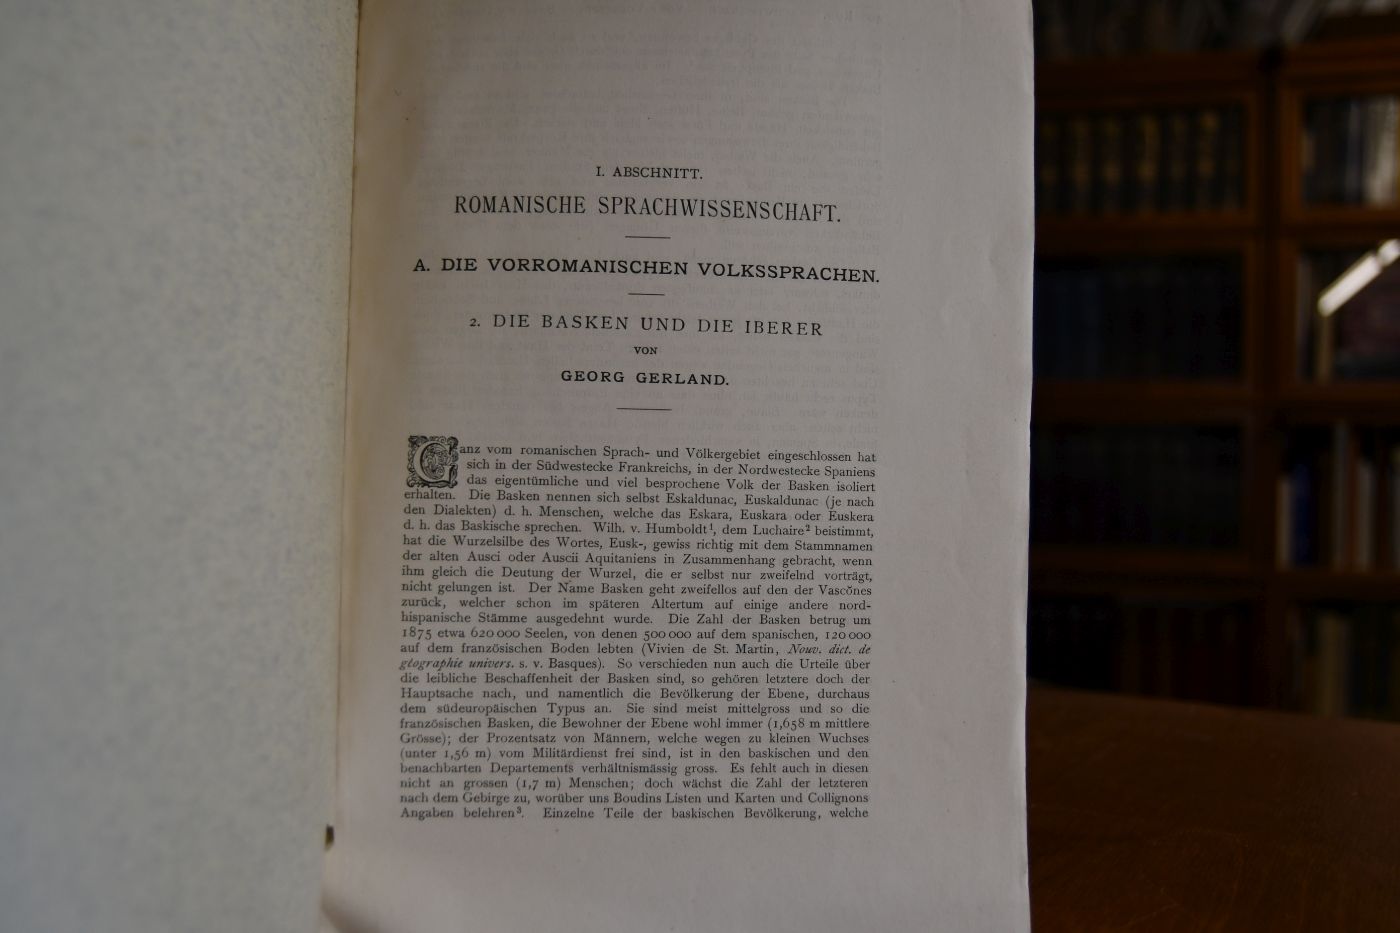 I. ABSCHNITT.
ROMANISCHE SPRACHWISSENSCHAFT.
A. DIE VORROMANISCHEN VOLKSSPRACHEN.
2. DIE BASKEN UND DIE IBERER
VON
GEORG GERLAND.
Ganz vom romanischen Sprach- und Völkergebiet eingeschlossen hat
sich in der Südwestecke Frankreichs, in der Nordwestecke Spaniens
das eigentümliche und viel besprochene Volk der Basken isoliert
erhalten. Die Basken nennen sich selbst Eskaldunac, Euskaldunac (je nach
den Dialekten) d. h. Menschen, welche das Eskara, Euskara oder Euskera
d. h. das Baskische sprechen. Wilh. v. Humboldt¹, dem Luchaire² beistimmt,
hat die Wurzelsilbe des Wortes, Eusk-, gewiss richtig mit dem Stammnamen
der alten Ausci oder Auscii Aquitaniens in Zusammenhang gebracht, wenn
ihm gleich die Deutung der Wurzel, die er selbst nur zweifelnd vorträgt,
nicht gelungen ist. Der Name Basken geht zweifellos auf den der Vascŏnes
zurück, welcher schon im späteren Altertum auf einige andere nord-
hispanische Stämme ausgedehnt wurde. Die Zahl der Basken betrug um
1875 etwa 620000 Seelen, von denen 500000 auf dem spanischen, 120000
auf dem französischen Boden lebten (Vivien de St. Martin, Nouv. dict. de
géographie univers. s. v. Basques). So verschieden nun auch die Urteile über
die leibliche Beschaffenheit der Basken sind, so gehören letztere doch der
Hauptsache nach, und namentlich die Bevölkerung der Ebene, durchaus
dem südeuropäischen Typus an. Sie sind meist mittelgross und so die
französischen Basken, die Bewohner der Ebene wohl immer (1,658 m mittlere
Grösse); der Prozentsatz von Männern, welche wegen zu kleinen Wuchses
(unter 1,56 m) vom Militärdienst frei sind, ist in den baskischen und den
benachbarten Departements verhältnismässig gross. Es fehlt auch in diesen
nicht an grossen (1,7 m) Menschen; doch wächst die Zahl der letzteren
nach dem Gebirge zu, worüber uns Boudins Listen und Karten und Collignons
Angaben belehren³. Einzelne Teile der baskischen Bevölkerung, welche